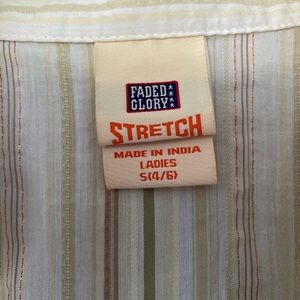 FADED
GLORY
STRETCH
MADE IN INDIA
LADIES
S(4/6)